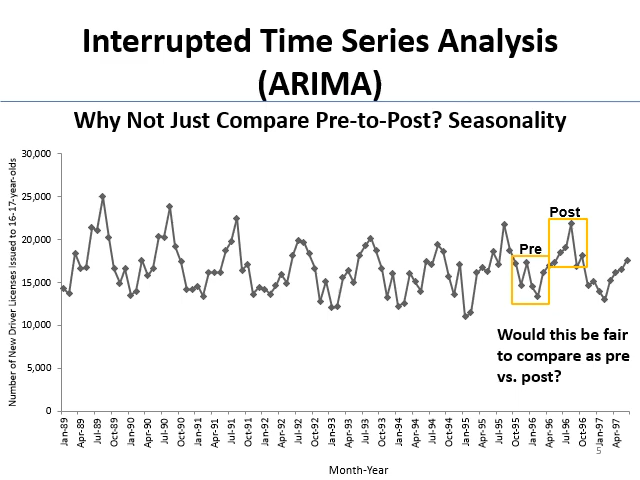 Interrupted Time Series Analysis
(ARIMA)
Why Not Just Compare Pre-to-Post? Seasonality
Number of New Driver Licenses Issued to 16-17-year-olds
30,000
25,000
20,000
15,000
10,000
5,000
0
Post
Pre
Would this be fair
to compare as pre
vs. post?
Jan-89
Apr-89
Jul-89
Oct-89
Jan-90
Apr-90
Jul-90
Oct-90
Jan-91
Apr-91
Jul-91
Oct-91
Jan-92
Apr-92
Jul-92
Oct-92
Jan-93
Apr-93
Jul-93
Oct-93
Jan-94
Apr-94
Jul-94
Oct-94
Jan-95
Apr-95
Jul-95
Oct-95
Jan-96
Apr-96
Jul-96
Oct-96
Jan-97
Apr-97
5
Month-Year